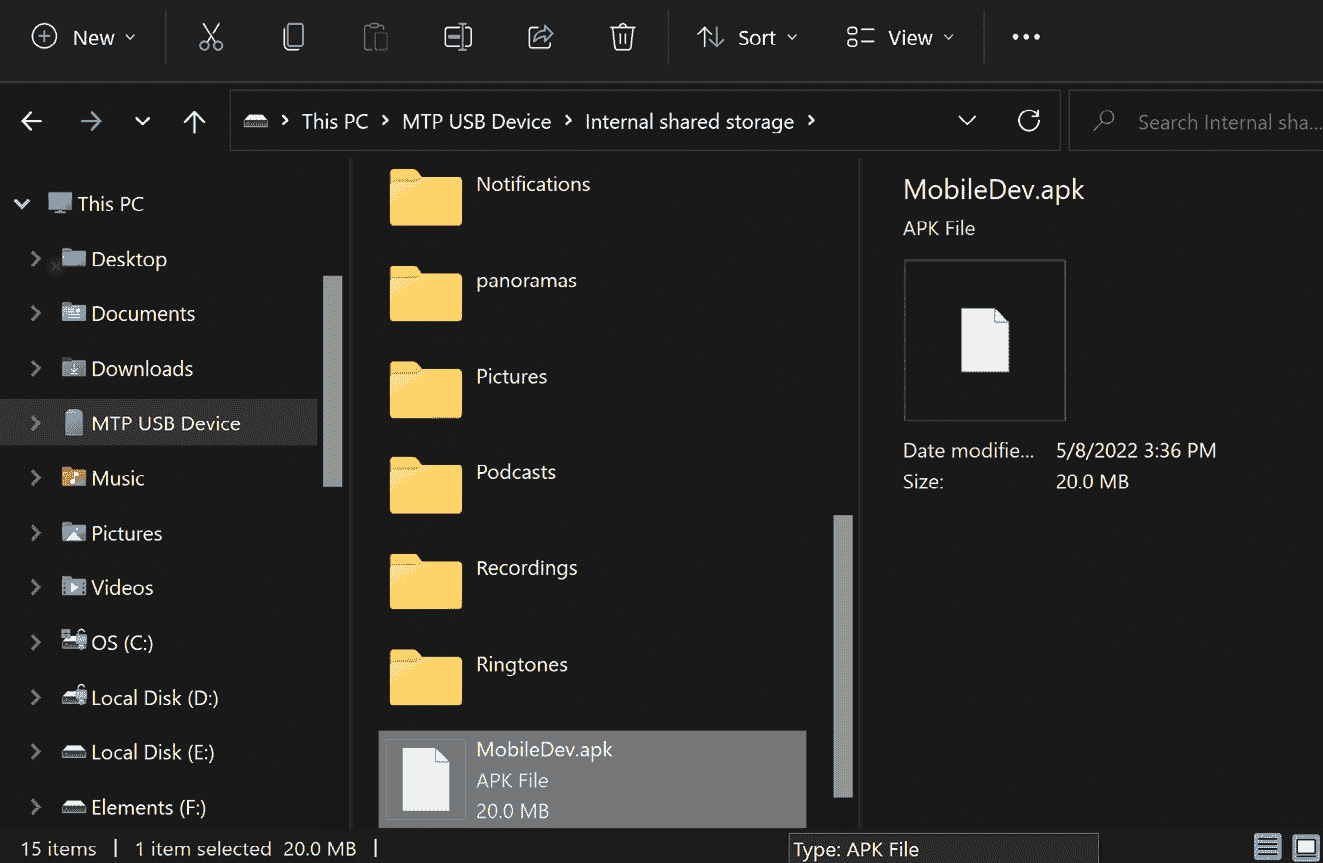 New
Sort
View
This PC
MTP USB Device
Internal shared storage
Search Internal sha...
This PC
Desktop
Documents
Downloads
MTP USB Device
Music
Pictures
Videos
OS (C:)
Local Disk (D:)
Local Disk (E:)
Elements (F:)
Notifications
panoramas
Pictures
Podcasts
Recordings
Ringtones
MobileDev.apk
APK File
20.0 MB
MobileDev.apk
APK File
Date modifie... 5/8/2022 3:36 PM
Size: 20.0 MB
15 items | 1 item selected 20.0 MB |
Type: APK File